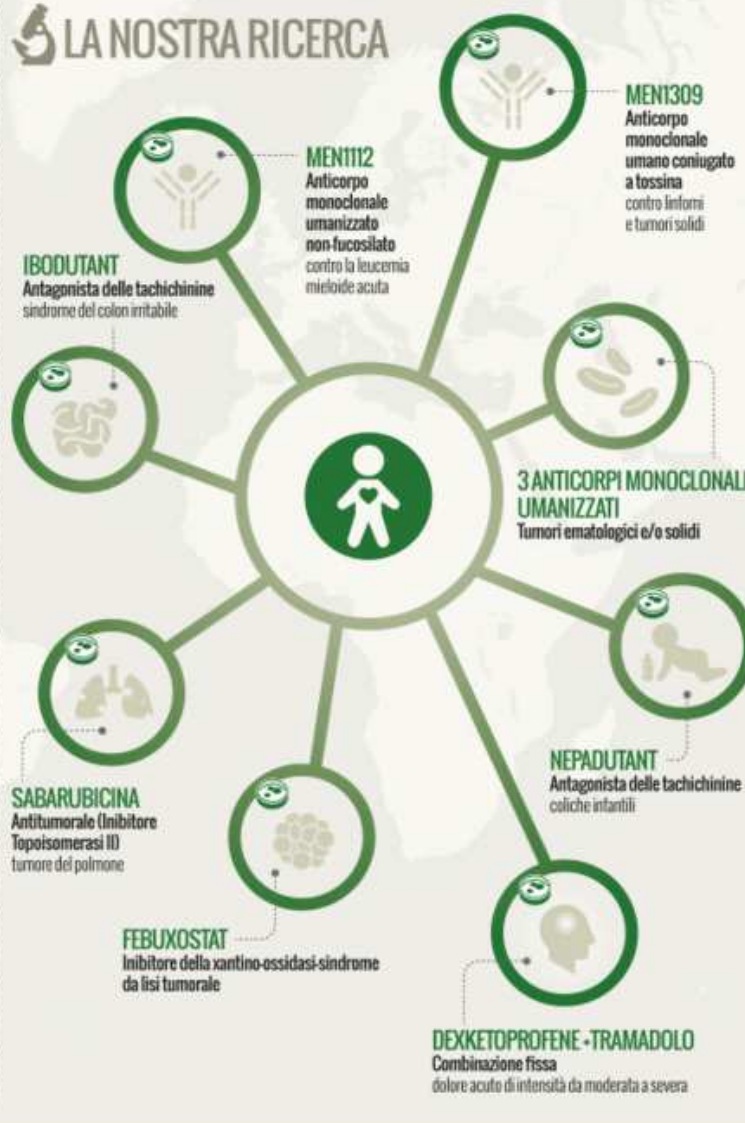 LA NOSTRA RICERCA
MEN1309
Anticorpo
monoclonale
umano coniugato
a tossina
contro linfomi
e tumori solidi
MEN1112
Anticorpo
monoclonale
umanizzato
non-fucosilato
contro la leucemia
mieloide acuta
IBODUTANT
Antagonista delle tachichinine
sindrome del colon irritabile
3 ANTICORPI MONOCLONALI
UMANIZZATI
Tumori ematologici e/o solidi
NEPADUTANT
Antagonista delle tachichinine
coliche infantili
SABARUBICINA
Antitumorale (Inibitore
Topoisomerasi II)
tumore del polmone
FEBUXOSTAT
Inibitore della xantino-ossidasi-sindrome
da lisi tumorale
DEXKETOPROFENE+TRAMADOLO
Combinazione fissa
dolore acuto di intensità da moderata a severa